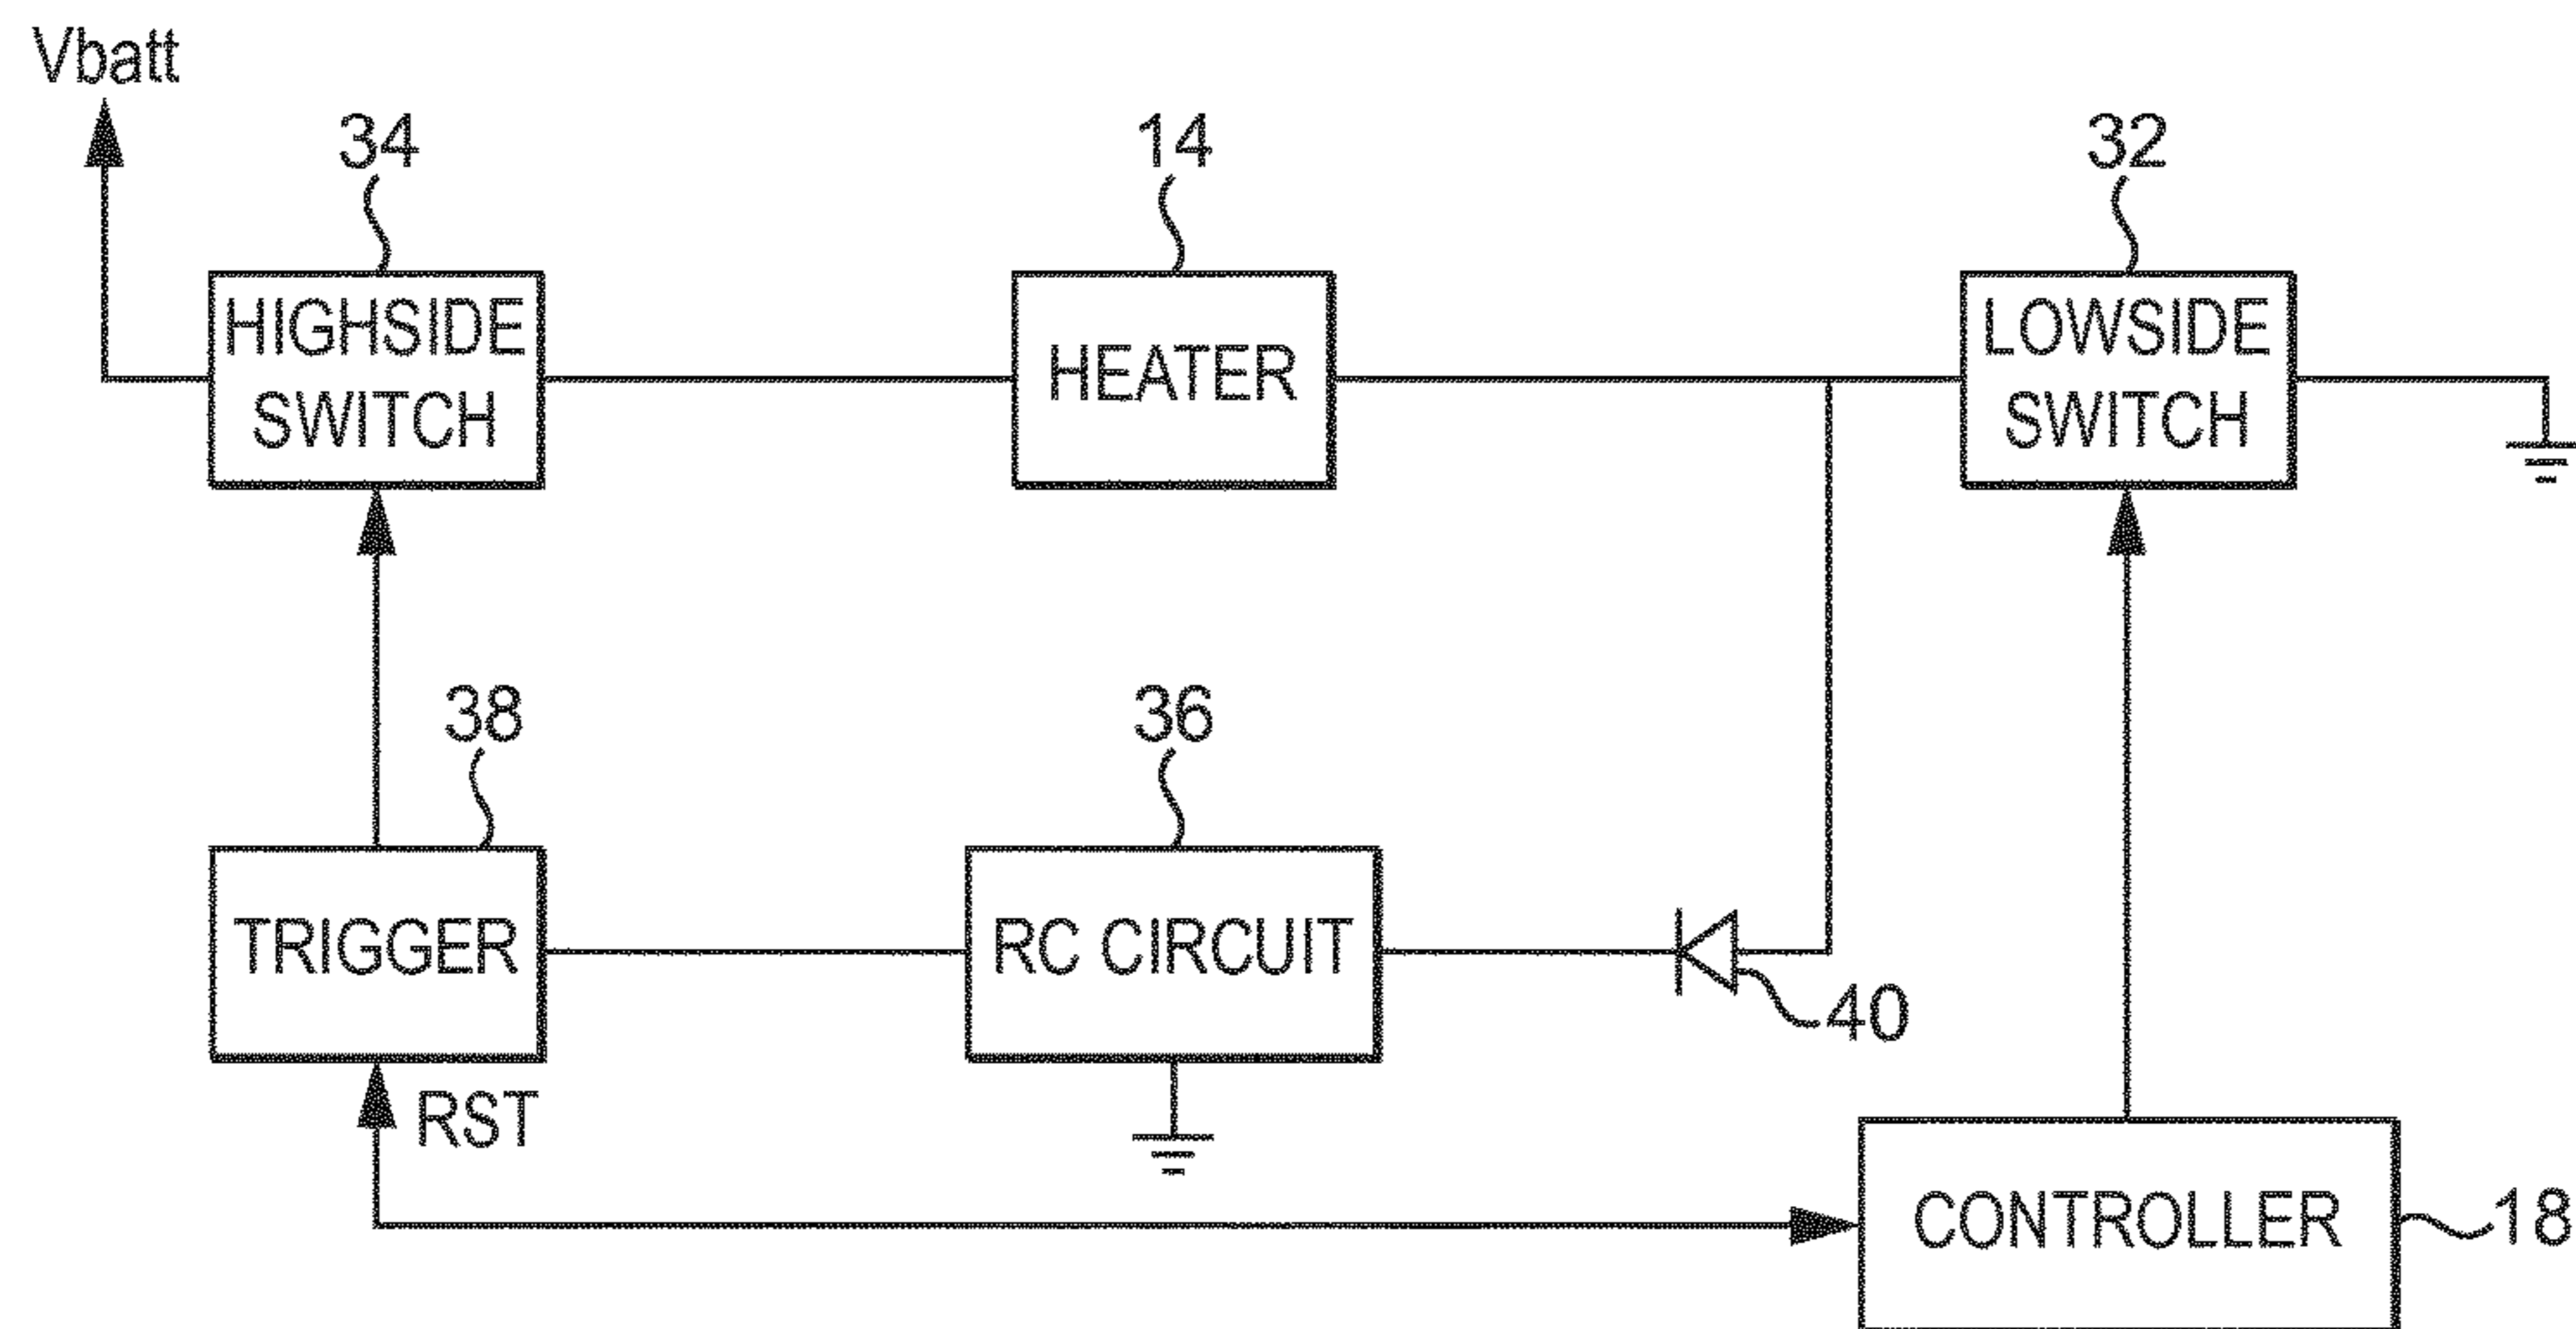 Vbatt
34
14
32
HIGHSIDE
SWITCH
HEATER
LOWSIDE
SWITCH
38
36
TRIGGER
RC CIRCUIT
40
RST
CONTROLLER
18